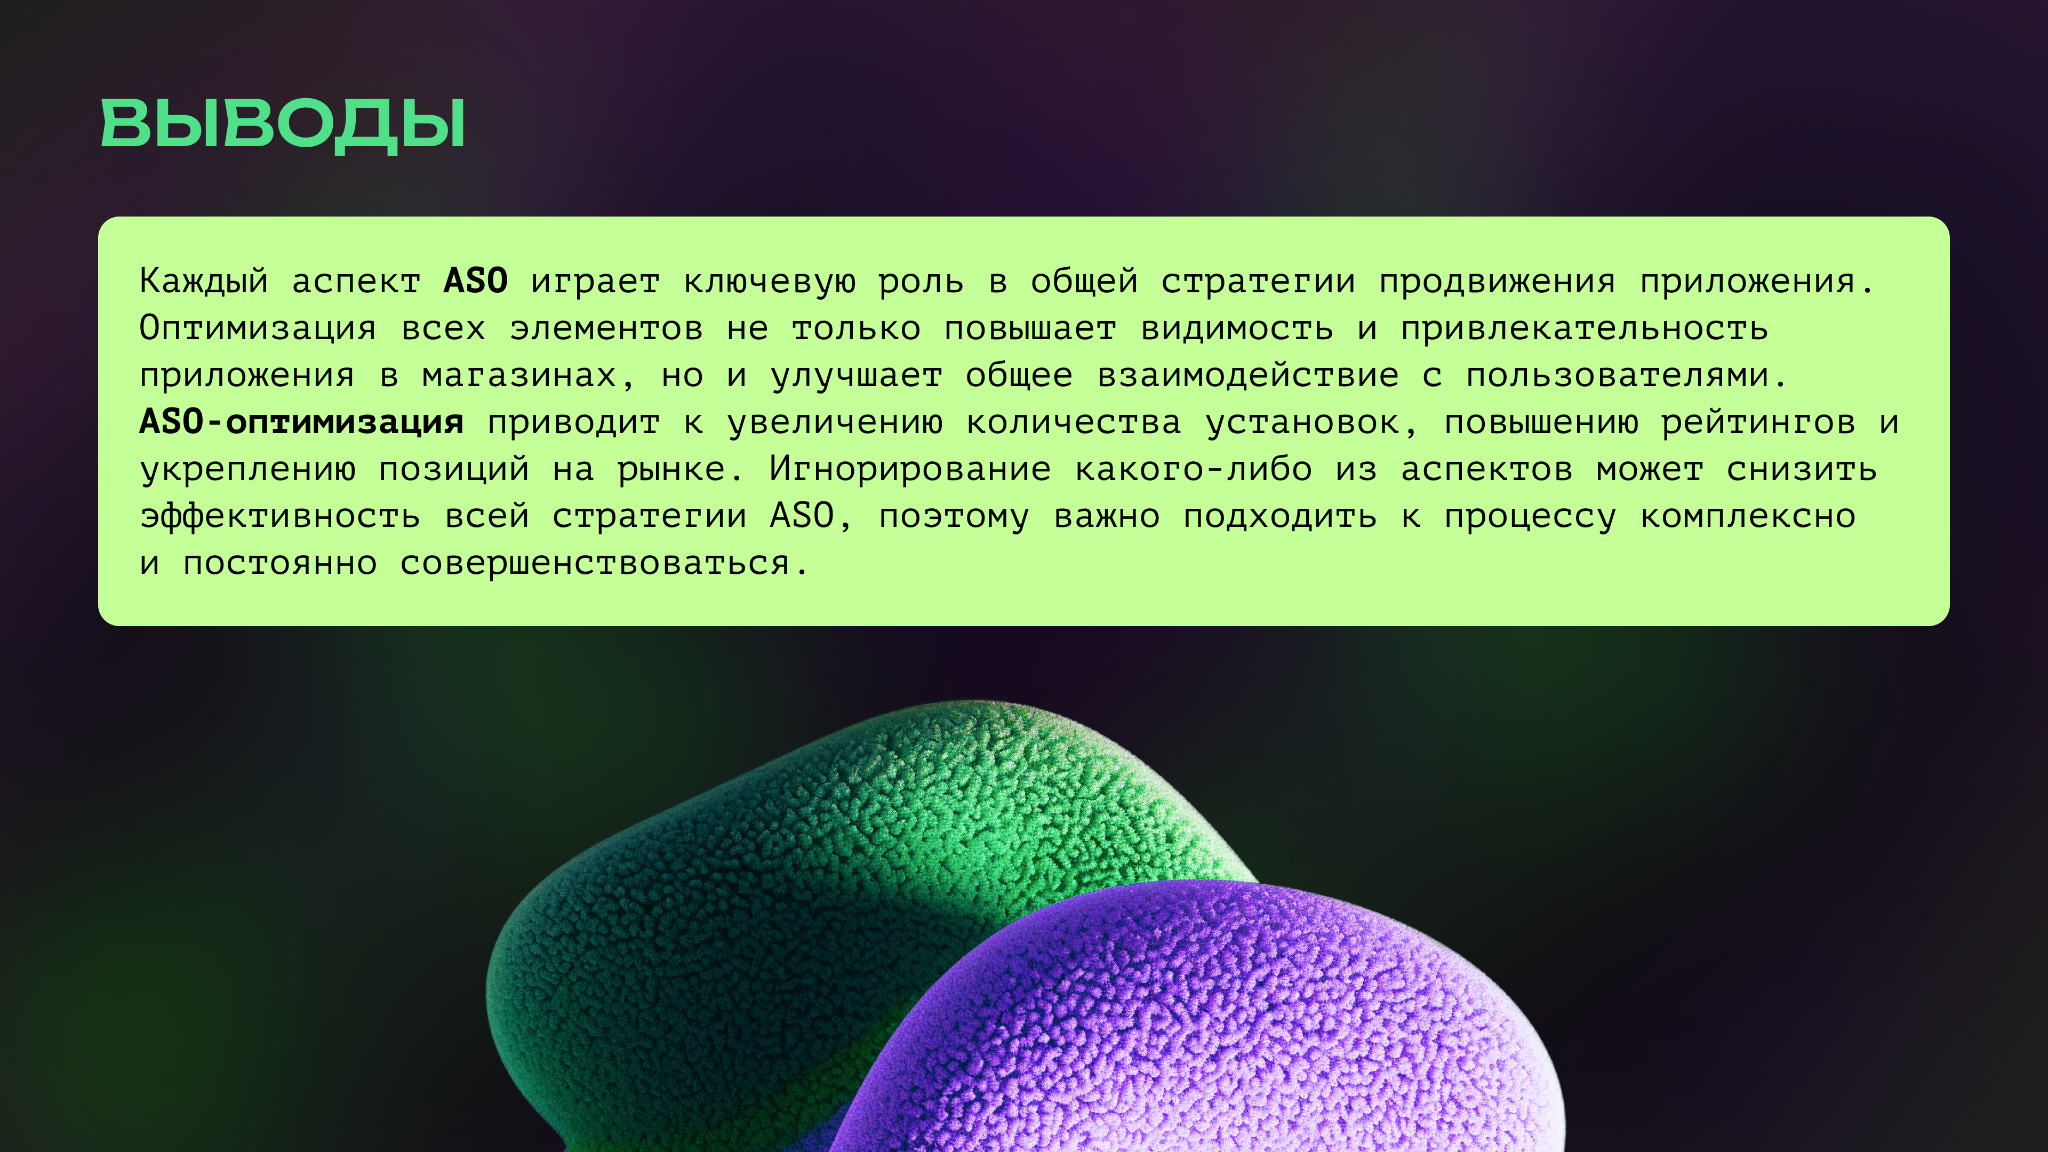 ВЫВОДЫ
Каждый аспект ASO играет ключевую роль в общей стратегии продвижения приложения.
Оптимизация всех элементов не только повышает видимость и привлекательность
приложения в магазинах, но и улучшает общее взаимодействие с пользователями.
ASO-оптимизация приводит к увеличению количества установок, повышению рейтингов и
укреплению позиций на рынке. Игнорирование какого-либо из аспектов может снизить
эффективность всей стратегии ASO, поэтому важно подходить к процессу комплексно
и постоянно совершенствоваться.